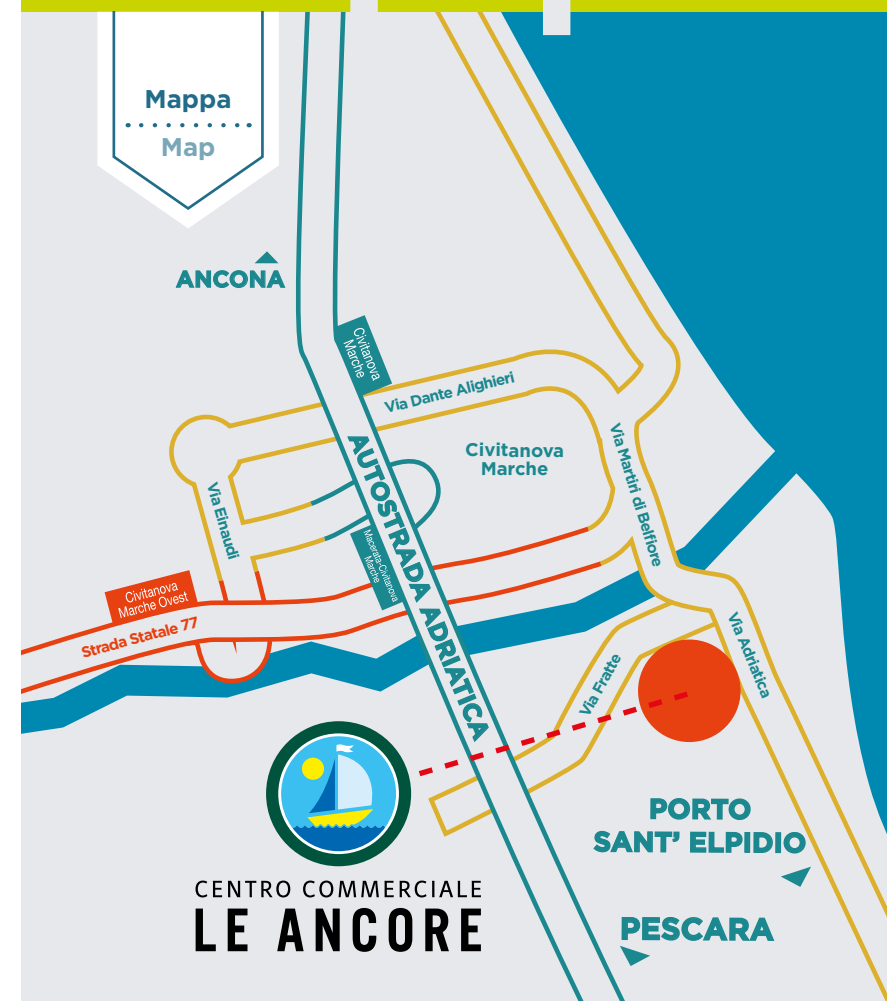 Mappa
Map
ANCONA
Civitanova
Marche
Via Dante Alighieri
Civitanova
Marche
AUTOSTRADA ADRIATICA
Via Martiri di Belfiore
Via Einaudi
Macerata-Civitanova
Marche
Civitanova
Marche Ovest
Strada Statale 77
Via Adriatica
Via Fratte
CENTRO COMMERCIALE
LE ANCORE
PORTO
SANT’ ELPIDIO
PESCARA